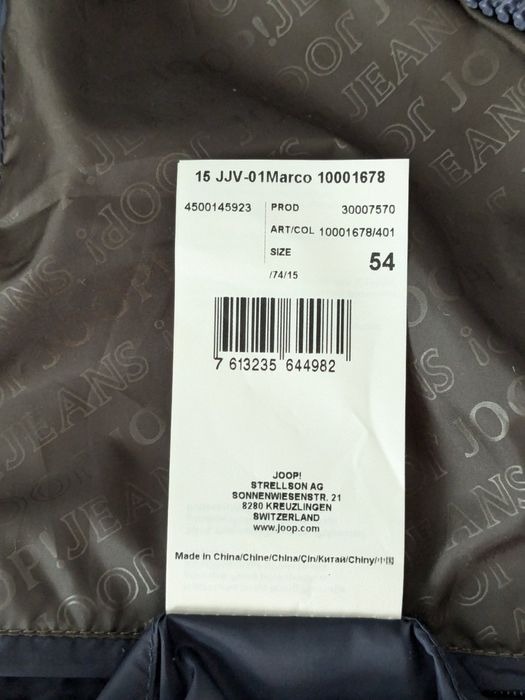 15 JJV-01Marco 10001678
4500145923 PROD 30007570
ART/COL 10001678/401
SIZE 54
/74/15
7 613235 644982
JOOP!
STRELLSON AG
SONNENWIESENSTR. 21
8280 KREUZLINGEN
SWITZERLAND
www.joop.com
Made in China/Chine/China/Çin/Китай/Chiny/中国
JOOP! JEANS